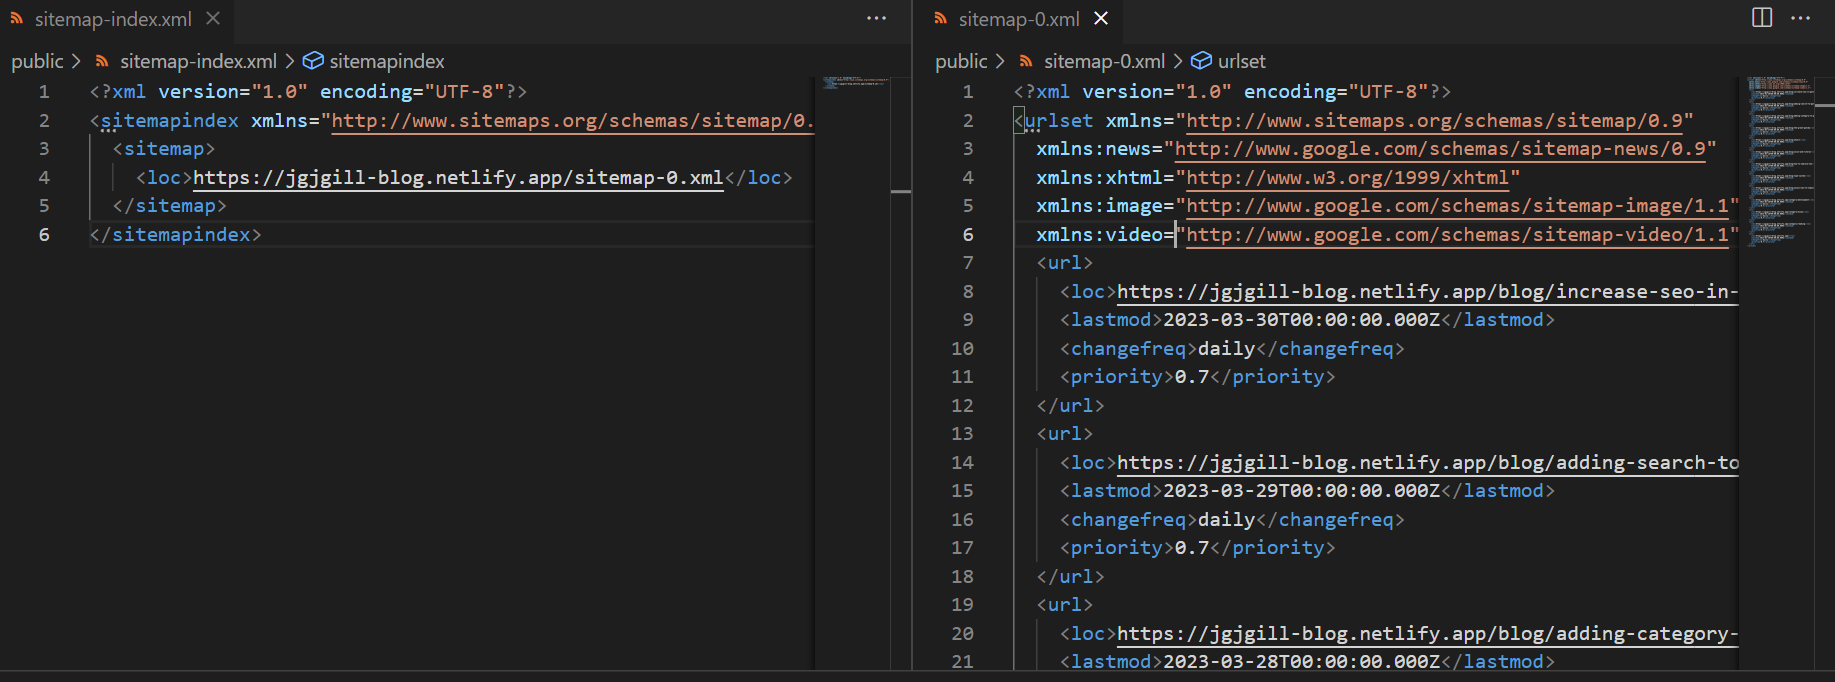 sitemap-index.xml
public > sitemap-index.xml > sitemapindex
1 <?xml version="1.0" encoding="UTF-8"?>
2 <sitemapindex xmlns="http://www.sitemaps.org/schemas/sitemap/0.
3 <sitemap>
4 <loc>https://jgjgill-blog.netlify.app/sitemap-0.xml</loc>
5 </sitemap>
6 </sitemapindex>
sitemap-0.xml
public > sitemap-0.xml > urlset
1 <?xml version="1.0" encoding="UTF-8"?>
2 <urlset xmlns="http://www.sitemaps.org/schemas/sitemap/0.9"
3 xmlns:news="http://www.google.com/schemas/sitemap-news/0.9"
4 xmlns:xhtml="http://www.w3.org/1999/xhtml"
5 xmlns:image="http://www.google.com/schemas/sitemap-image/1.1"
6 xmlns:video="http://www.google.com/schemas/sitemap-video/1.1"
7 <url>
8 <loc>https://jgjgill-blog.netlify.app/blog/increase-seo-in-
9 <lastmod>2023-03-30T00:00:00.000Z</lastmod>
10 <changefreq>daily</changefreq>
11 <priority>0.7</priority>
12 </url>
13 <url>
14 <loc>https://jgjgill-blog.netlify.app/blog/adding-search-to
15 <lastmod>2023-03-29T00:00:00.000Z</lastmod>
16 <changefreq>daily</changefreq>
17 <priority>0.7</priority>
18 </url>
19 <url>
20 <loc>https://jgjgill-blog.netlify.app/blog/adding-category-
21 <lastmod>2023-03-28T00:00:00.000Z</lastmod>